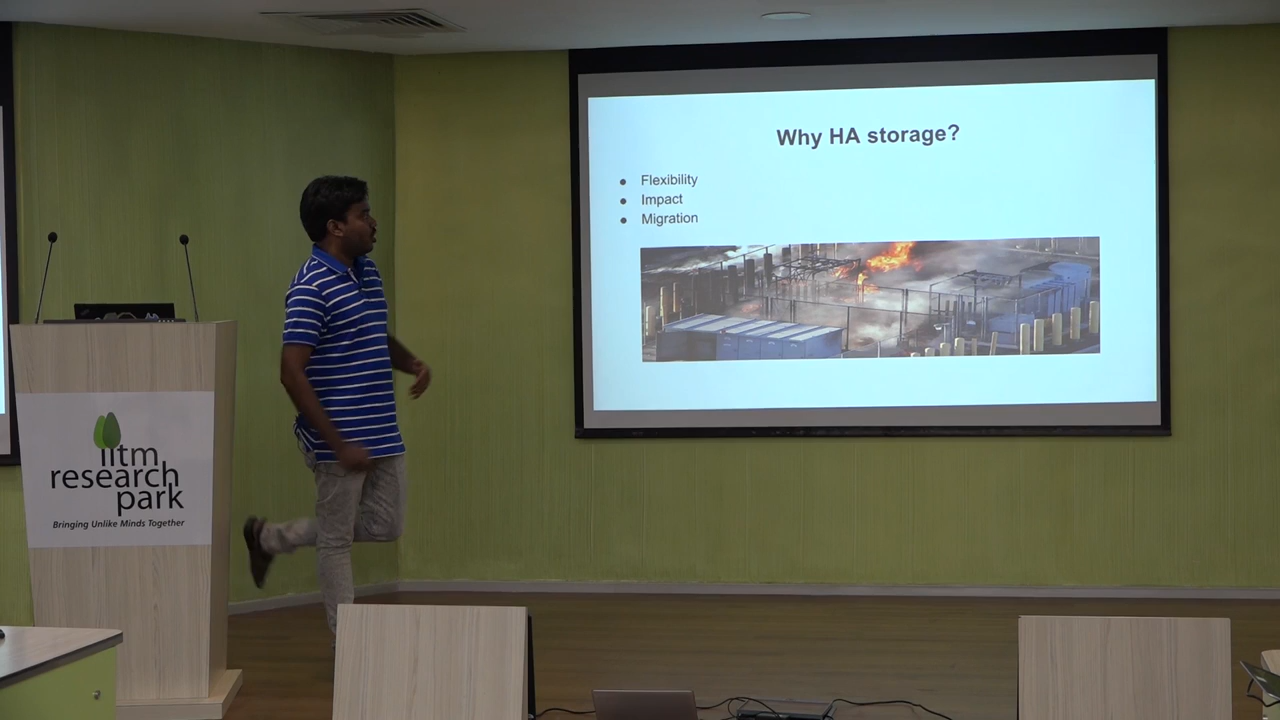 Why HA storage?
Flexibility
Impact
Migration
iitm
research
park
Bringing Unlike Minds Together